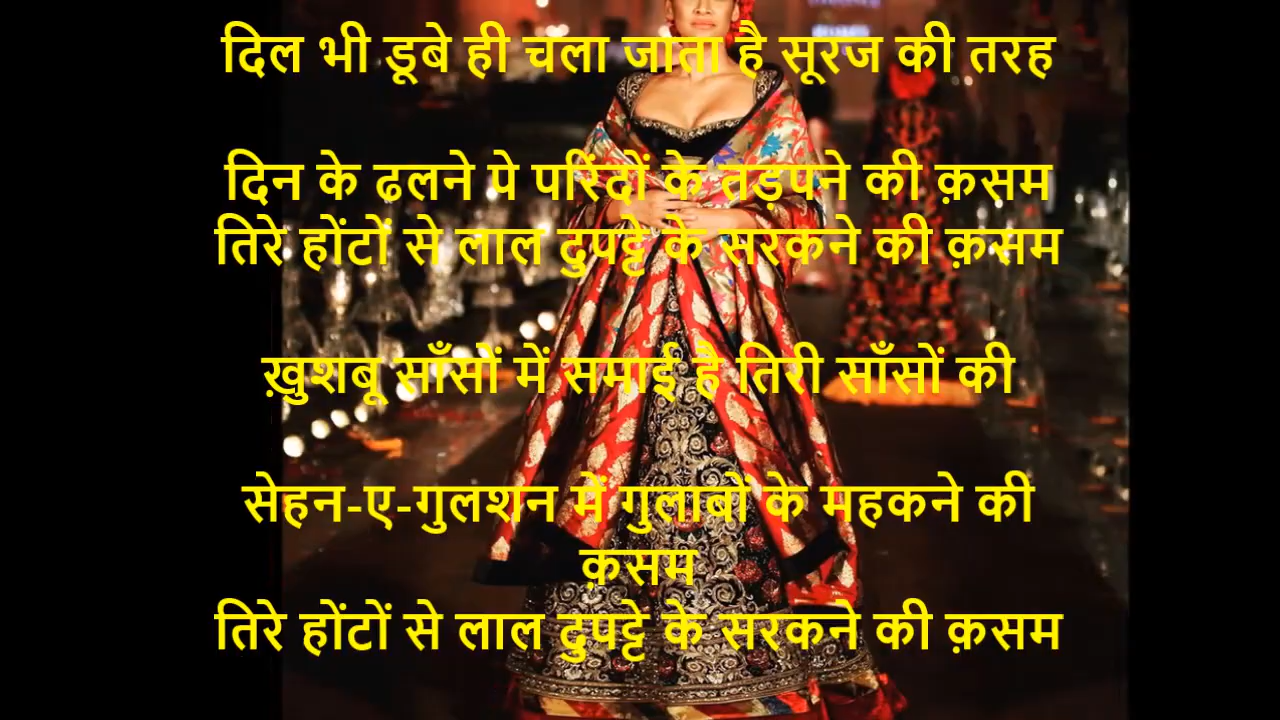 दिल भी डूबे ही चला जाता है सूरज की तरह
दिन के ढलने पे परिंदों के तड़पने की क़सम
तिरे होंटों से लाल दुपट्टे के सरकने की क़सम
ख़ुशबू साँसों में समाई है तिरी साँसों की
सेहन-ए-गुलशन में गुलाबों के महकने की
क़सम
तिरे होंटों से लाल दुपट्टे के सरकने की क़सम